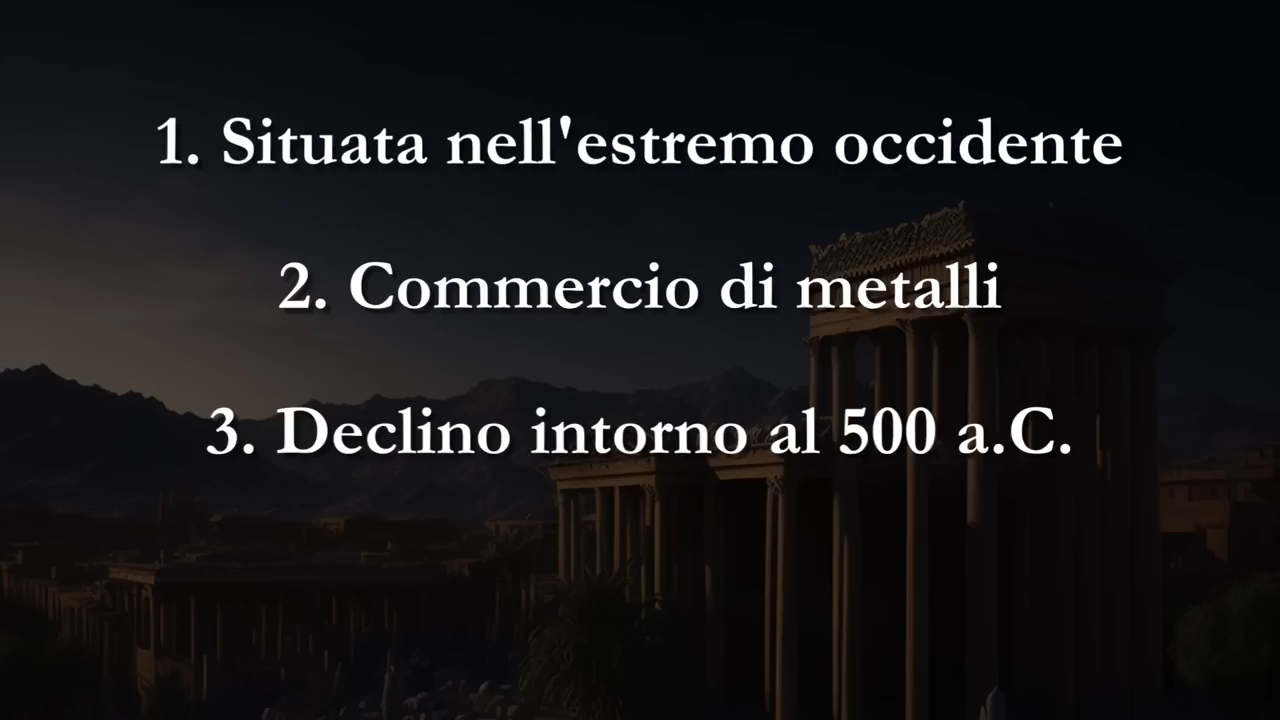 1. Situata nell'estremo occidente
2. Commercio di metalli
3. Declino intorno al 500 a.C.